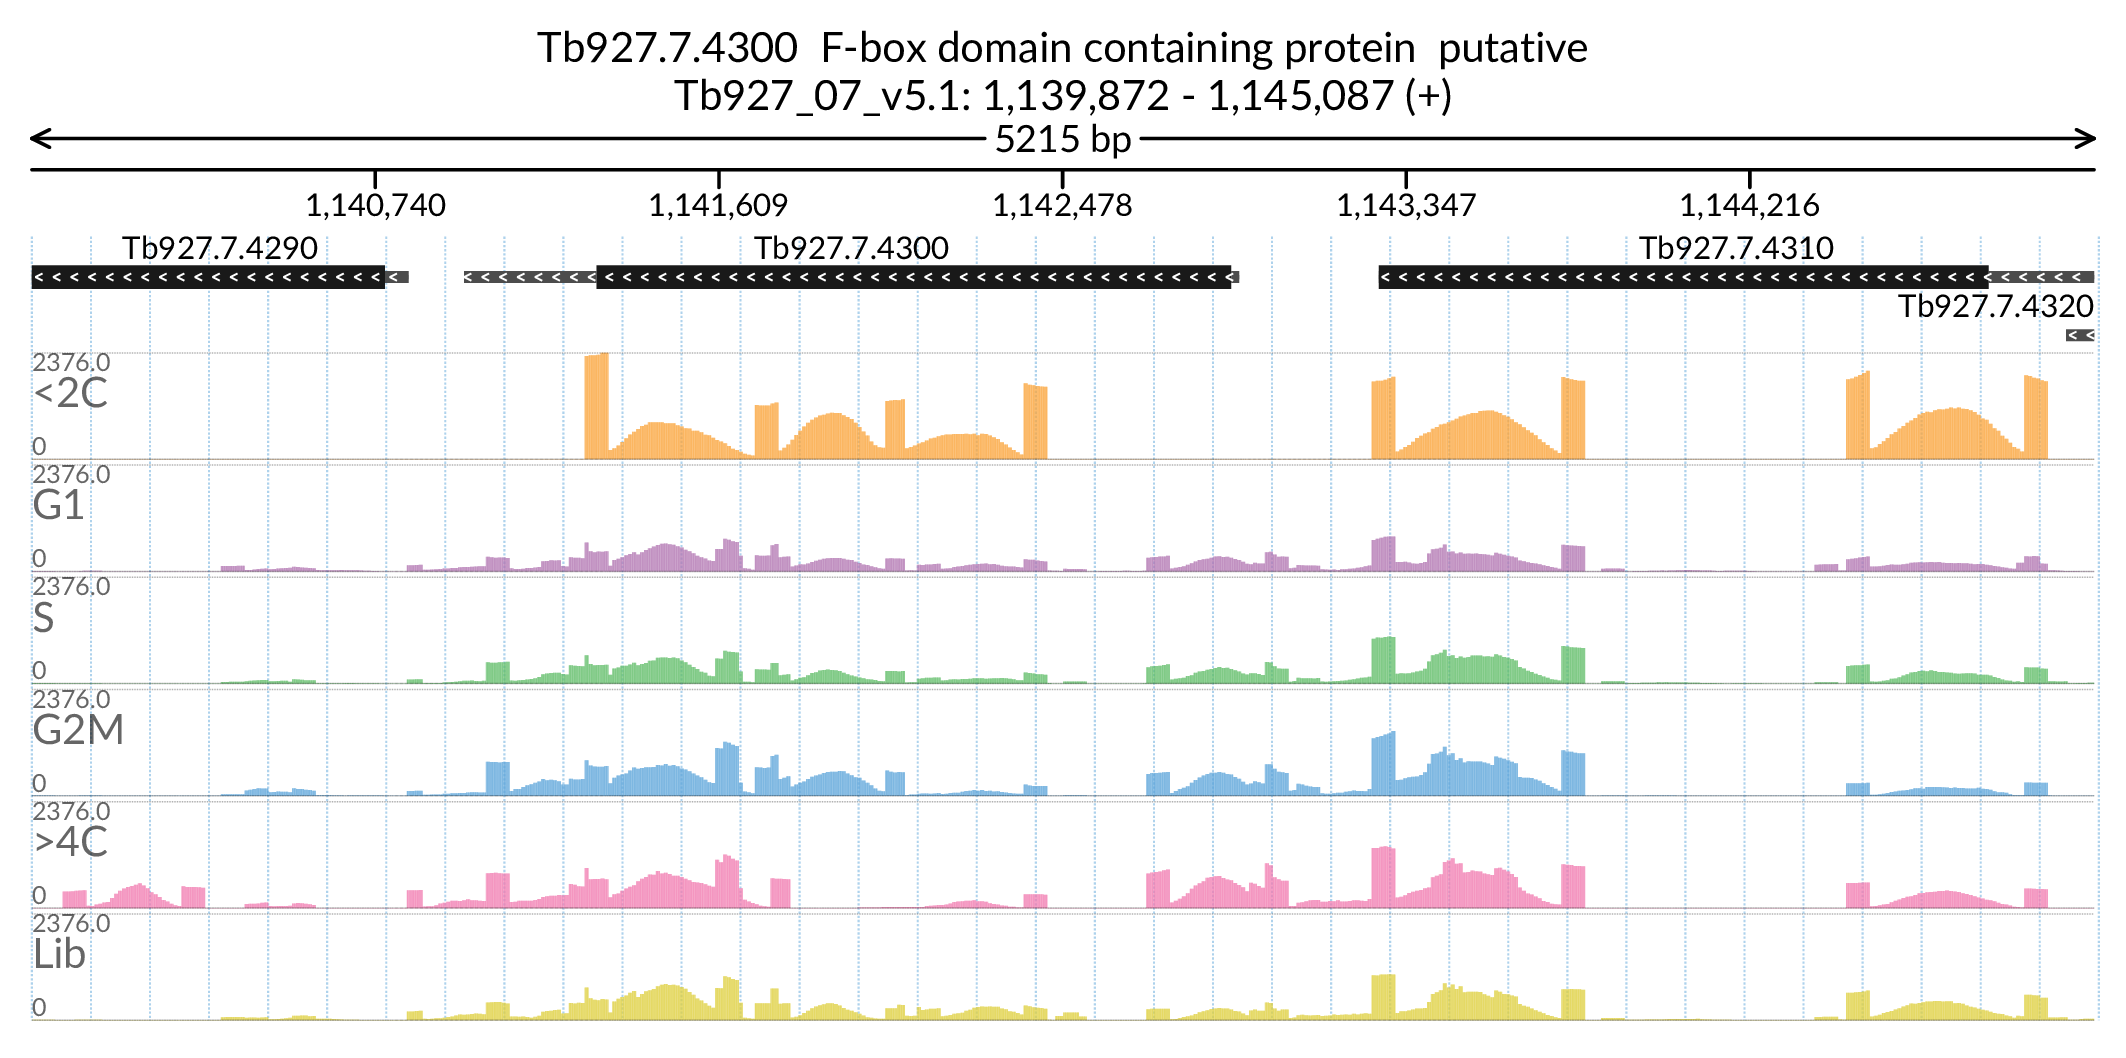 Tb927.7.4300  F-box domain containing protein  putative
Tb927_07_v5.1: 1,139,872 - 1,145,087 (+)
5215 bp
1,140,740 1,141,609 1,142,478 1,143,347 1,144,216
Tb927.7.4290 Tb927.7.4300 Tb927.7.4310
Tb927.7.4320
2376.0
<2C
0
2376.0
G1
0
2376.0
S
0
2376.0
G2M
0
2376.0
>4C
0
2376.0
Lib
0